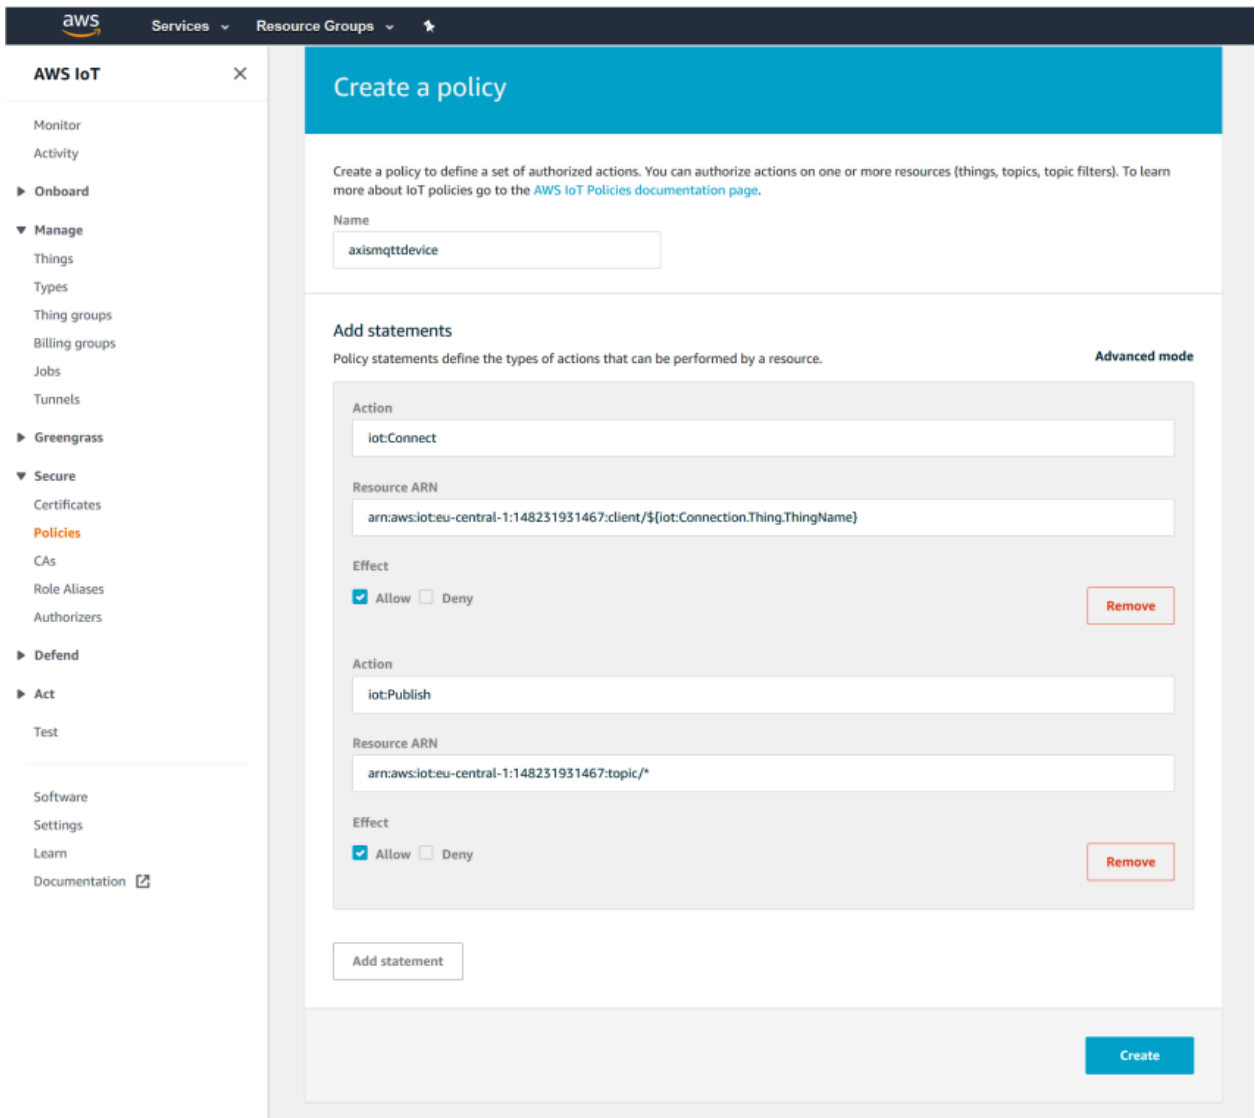 aws
Services
Resource Groups
AWS IoT
Monitor
Activity
Onboard
Manage
Things
Types
Thing groups
Billing groups
Jobs
Tunnels
Greengrass
Secure
Certificates
Policies
CAs
Role Aliases
Authorizers
Defend
Act
Test
Software
Settings
Learn
Documentation
Create a policy
Create a policy to define a set of authorized actions. You can authorize actions on one or more resources (things, topics, topic filters). To learn
more about IoT policies go to the AWS IoT Policies documentation page.
Name
axismqttdevice
Add statements
Policy statements define the types of actions that can be performed by a resource.
Advanced mode
Action
iot:Connect
Resource ARN
arn:aws:iot:eu-central-1:148231931467:client/${iot:Connection.Thing.ThingName}
Effect
Allow Deny
Remove
Action
iot:Publish
Resource ARN
arn:aws:iot:eu-central-1:148231931467:topic/*
Effect
Allow Deny
Remove
Add statement
Create